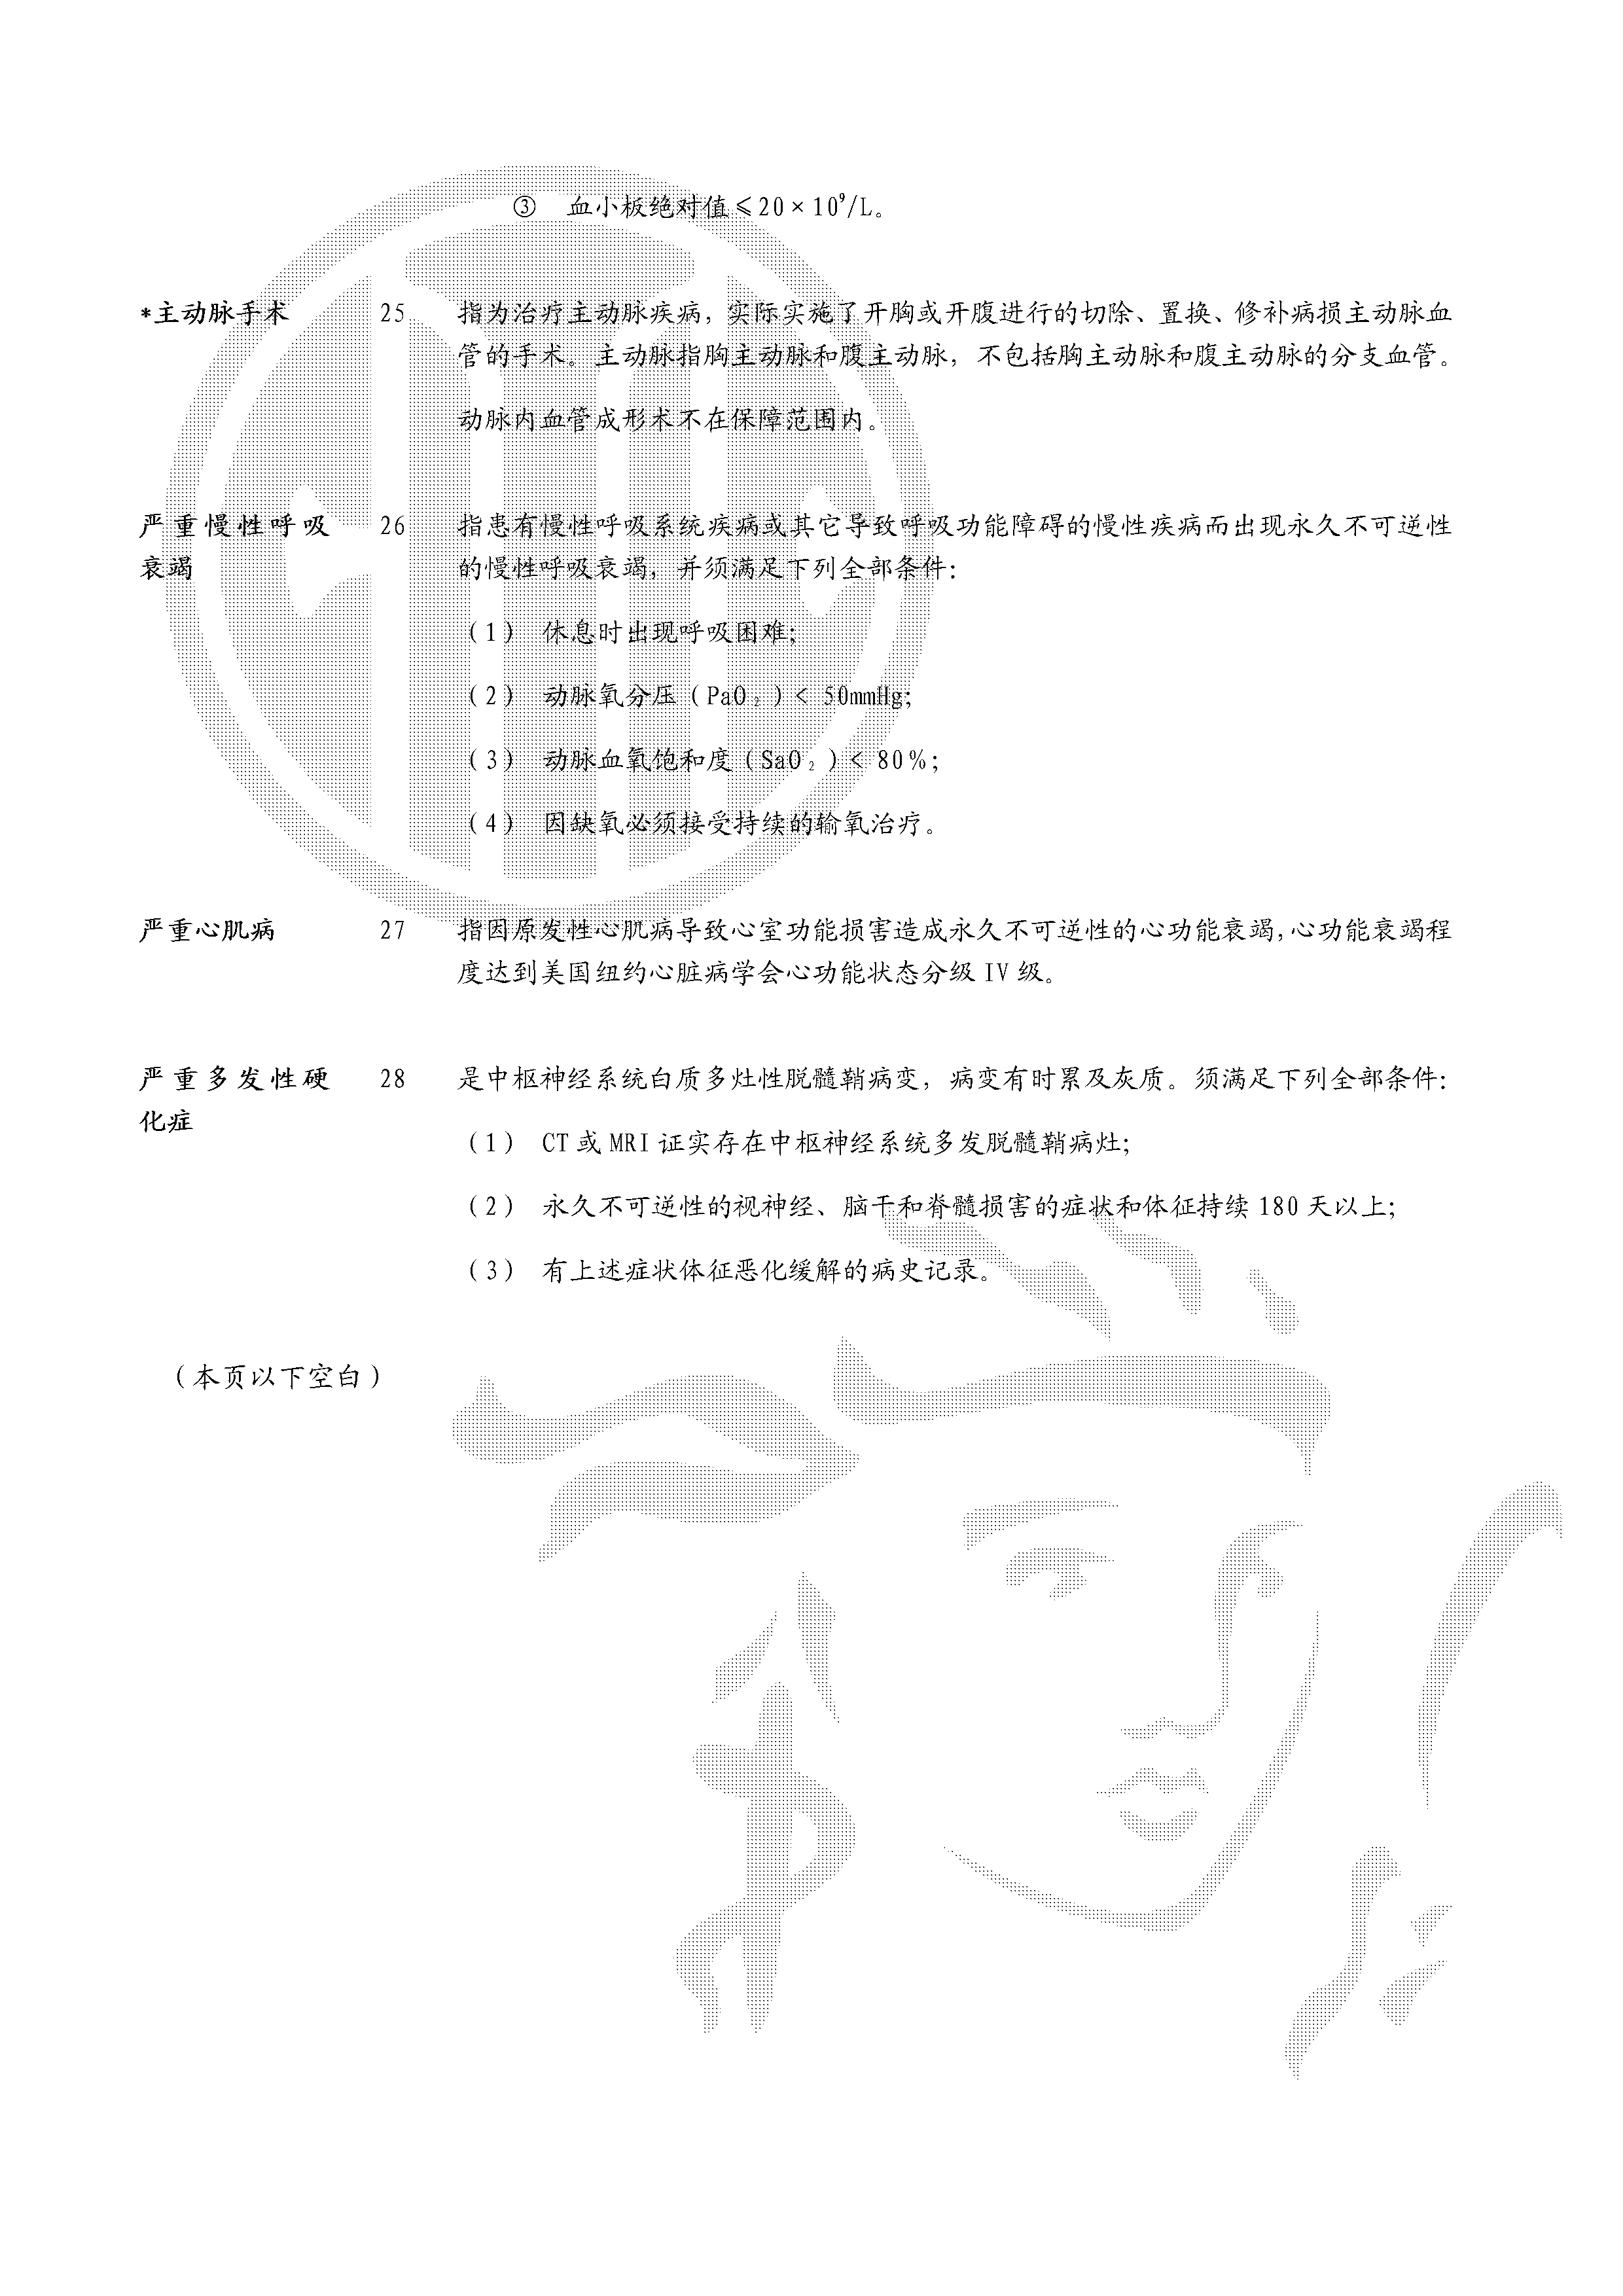 ③ 血小板绝对值≤20×10⁹/L。
*主动脉手术 25 指为治疗主动脉疾病，实际实施了开胸或开腹进行的切除、置换、修补病损主动脉血
管的手术。主动脉指胸主动脉和腹主动脉，不包括胸主动脉和腹主动脉的分支血管。
动脉内血管成形术不在保障范围内。
严重慢性呼吸 26 指患有慢性呼吸系统疾病或其它导致呼吸功能障碍的慢性疾病而出现永久不可逆性
衰竭 的慢性呼吸衰竭，并须满足下列全部条件：
（1） 休息时出现呼吸困难；
（2） 动脉氧分压（PaO₂）< 50mmHg；
（3） 动脉血氧饱和度（SaO₂）< 80%；
（4） 因缺氧必须接受持续的输氧治疗。
严重心肌病 27 指因原发性心肌病导致心室功能损害造成永久不可逆性的心功能衰竭,心功能衰竭程
度达到美国纽约心脏病学会心功能状态分级 IV 级。
严重多发性硬 28 是中枢神经系统白质多灶性脱髓鞘病变，病变有时累及灰质。须满足下列全部条件：
化症
（1） CT 或 MRI 证实存在中枢神经系统多发脱髓鞘病灶；
（2） 永久不可逆性的视神经、脑干和脊髓损害的症状和体征持续 180 天以上；
（3） 有上述症状体征恶化缓解的病史记录。
（本页以下空白）